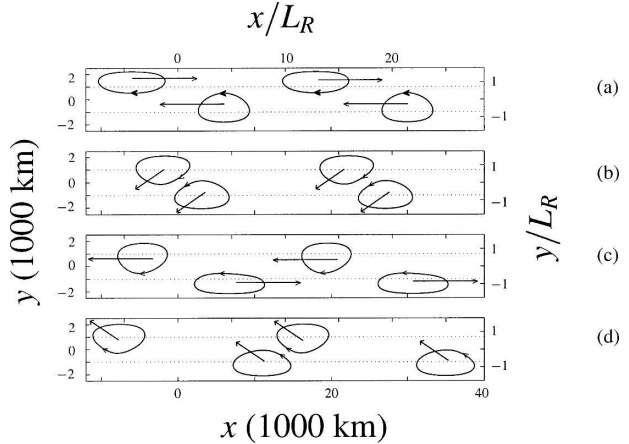 x/L_R
0 10 20
2 0 −2 1 −1 (a)
2 0 −2 1 −1 (b)
2 0 −2 1 −1 (c)
2 0 −2 1 −1 (d)
y (1000 km)
y/L_R
0 20 40
x (1000 km)